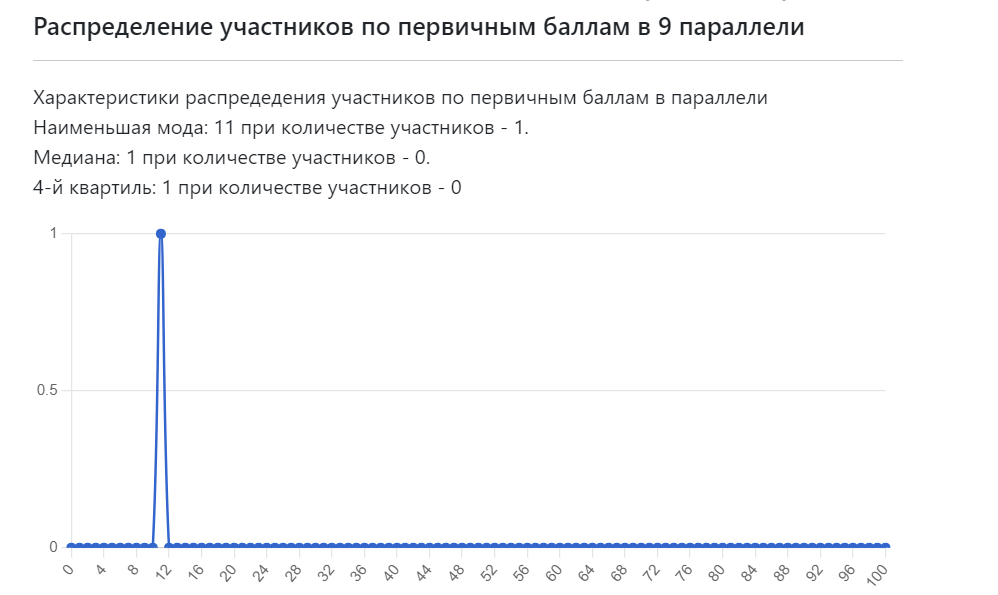 Распределение участников по первичным баллам в 9 параллели
Характеристики распредедения участников по первичным баллам в параллели
Наименьшая мода: 11 при количестве участников - 1.
Медиана: 1 при количестве участников - 0.
4-й квартиль: 1 при количестве участников - 0
1
0.5
0
0 4 8 12 16 20 24 28 32 36 40 44 48 52 56 60 64 68 72 76 80 84 88 92 96 100